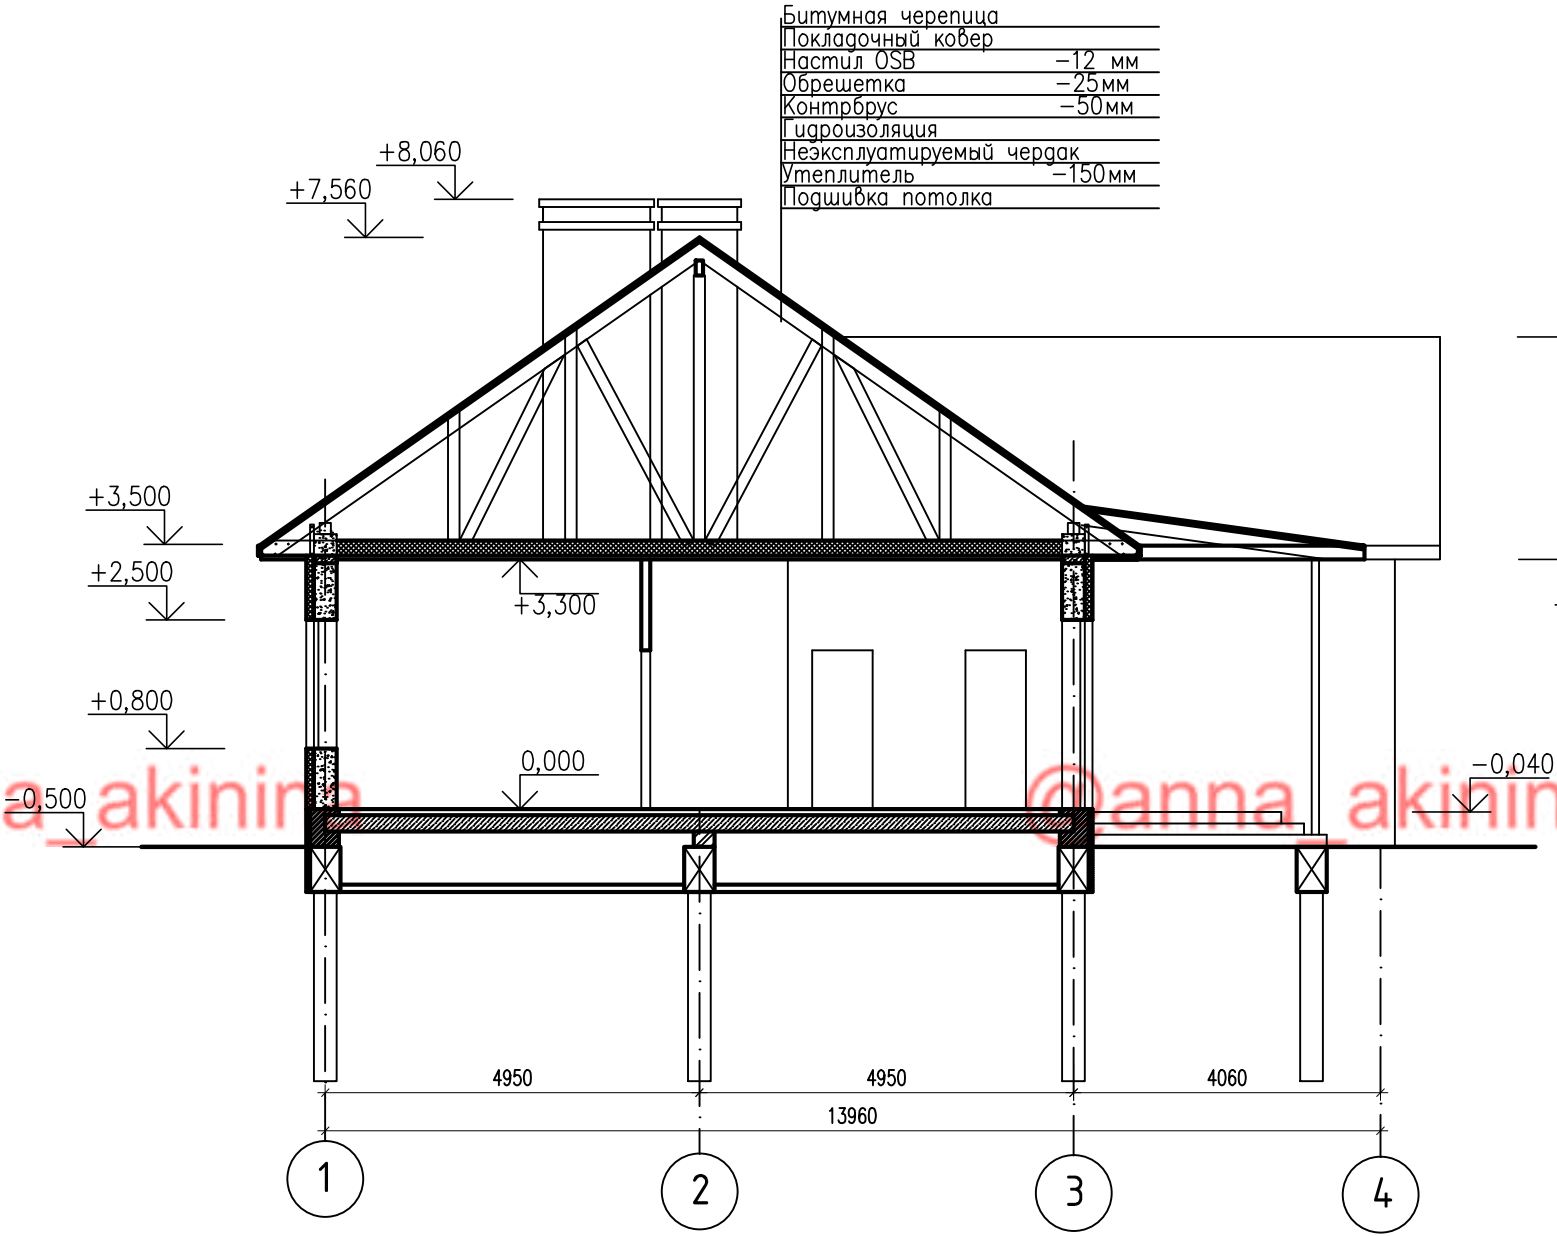 Битумная черепица
Покладочный ковер
Настил OSB -12 мм
Обрешетка -25мм
Контрбрус -50мм
Гидроизоляция
Неэксплуатируемый чердак
Утеплитель -150мм
Подшивка потолка
+8,060
+7,560
+3,500
+2,500
+3,300
+0,800
0,000
-0,040
-0,500
a_akinina
@anna_akinin
4950
4950
4060
13960
1
2
3
4